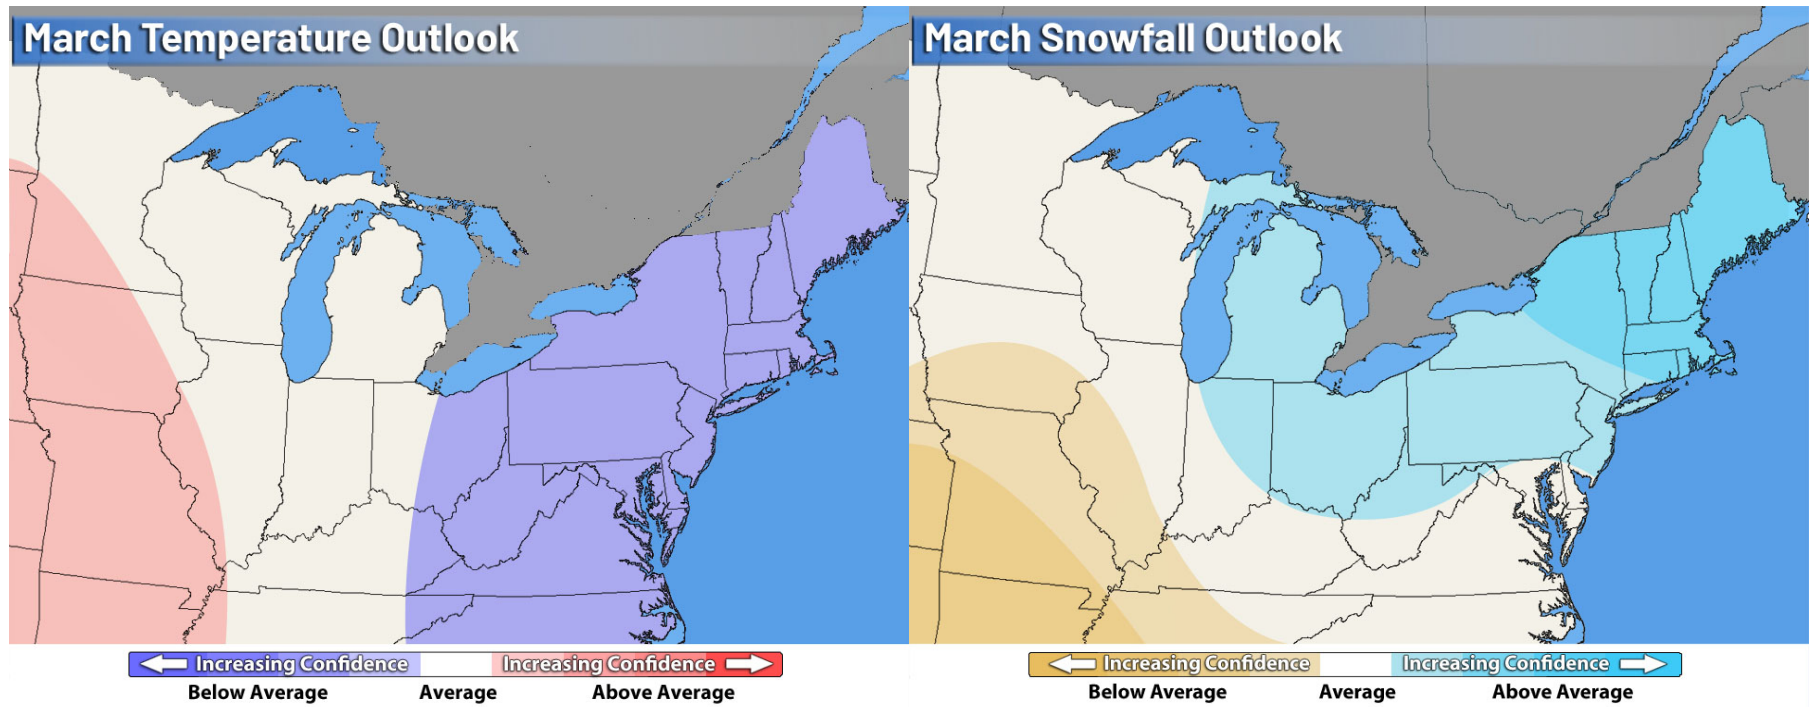 March Temperature Outlook
Increasing Confidence
Increasing Confidence
Below Average
Average
Above Average
March Snowfall Outlook
Increasing Confidence
Increasing Confidence
Below Average
Average
Above Average